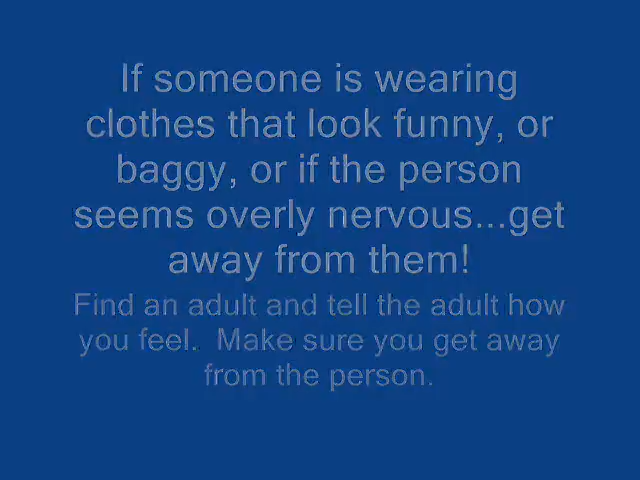 If someone is wearing
clothes that look funny, or
baggy, or if the person
seems overly nervous...get
away from them!
Find an adult and tell the adult how
you feel.  Make sure you get away
from the person.